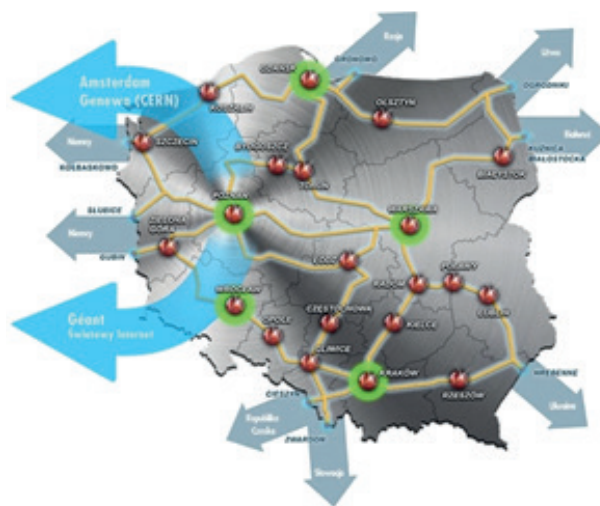 Rosja
GRONOWO
Litwa
OGRODNIKI
GDAŃSK
Amsterdam
Genewa (CERN)
KOSZALIN
OLSZTYN
Niemcy
SZCZECIN
KOŁBASKOWO
BYDGOSZCZ
Białoruś
KUŹNICA
BIAŁOSTOCKA
TORUŃ
BIAŁYSTOK
POZNAŃ
SŁUBICE
ZIELONA
GÓRA
WARSZAWA
Niemcy
GUBIN
ŁÓDŹ
RADOM
PUŁAWY
WROCŁAW
LUBLIN
Géant
Światowy Internet
CZĘSTOCHOWA
OPOLE
KIELCE
GLIWICE
HREBENNE
KRAKÓW
CIESZYN
RZESZÓW
Republika
Czeska
ZWARDOŃ
Ukraina
Słowacja